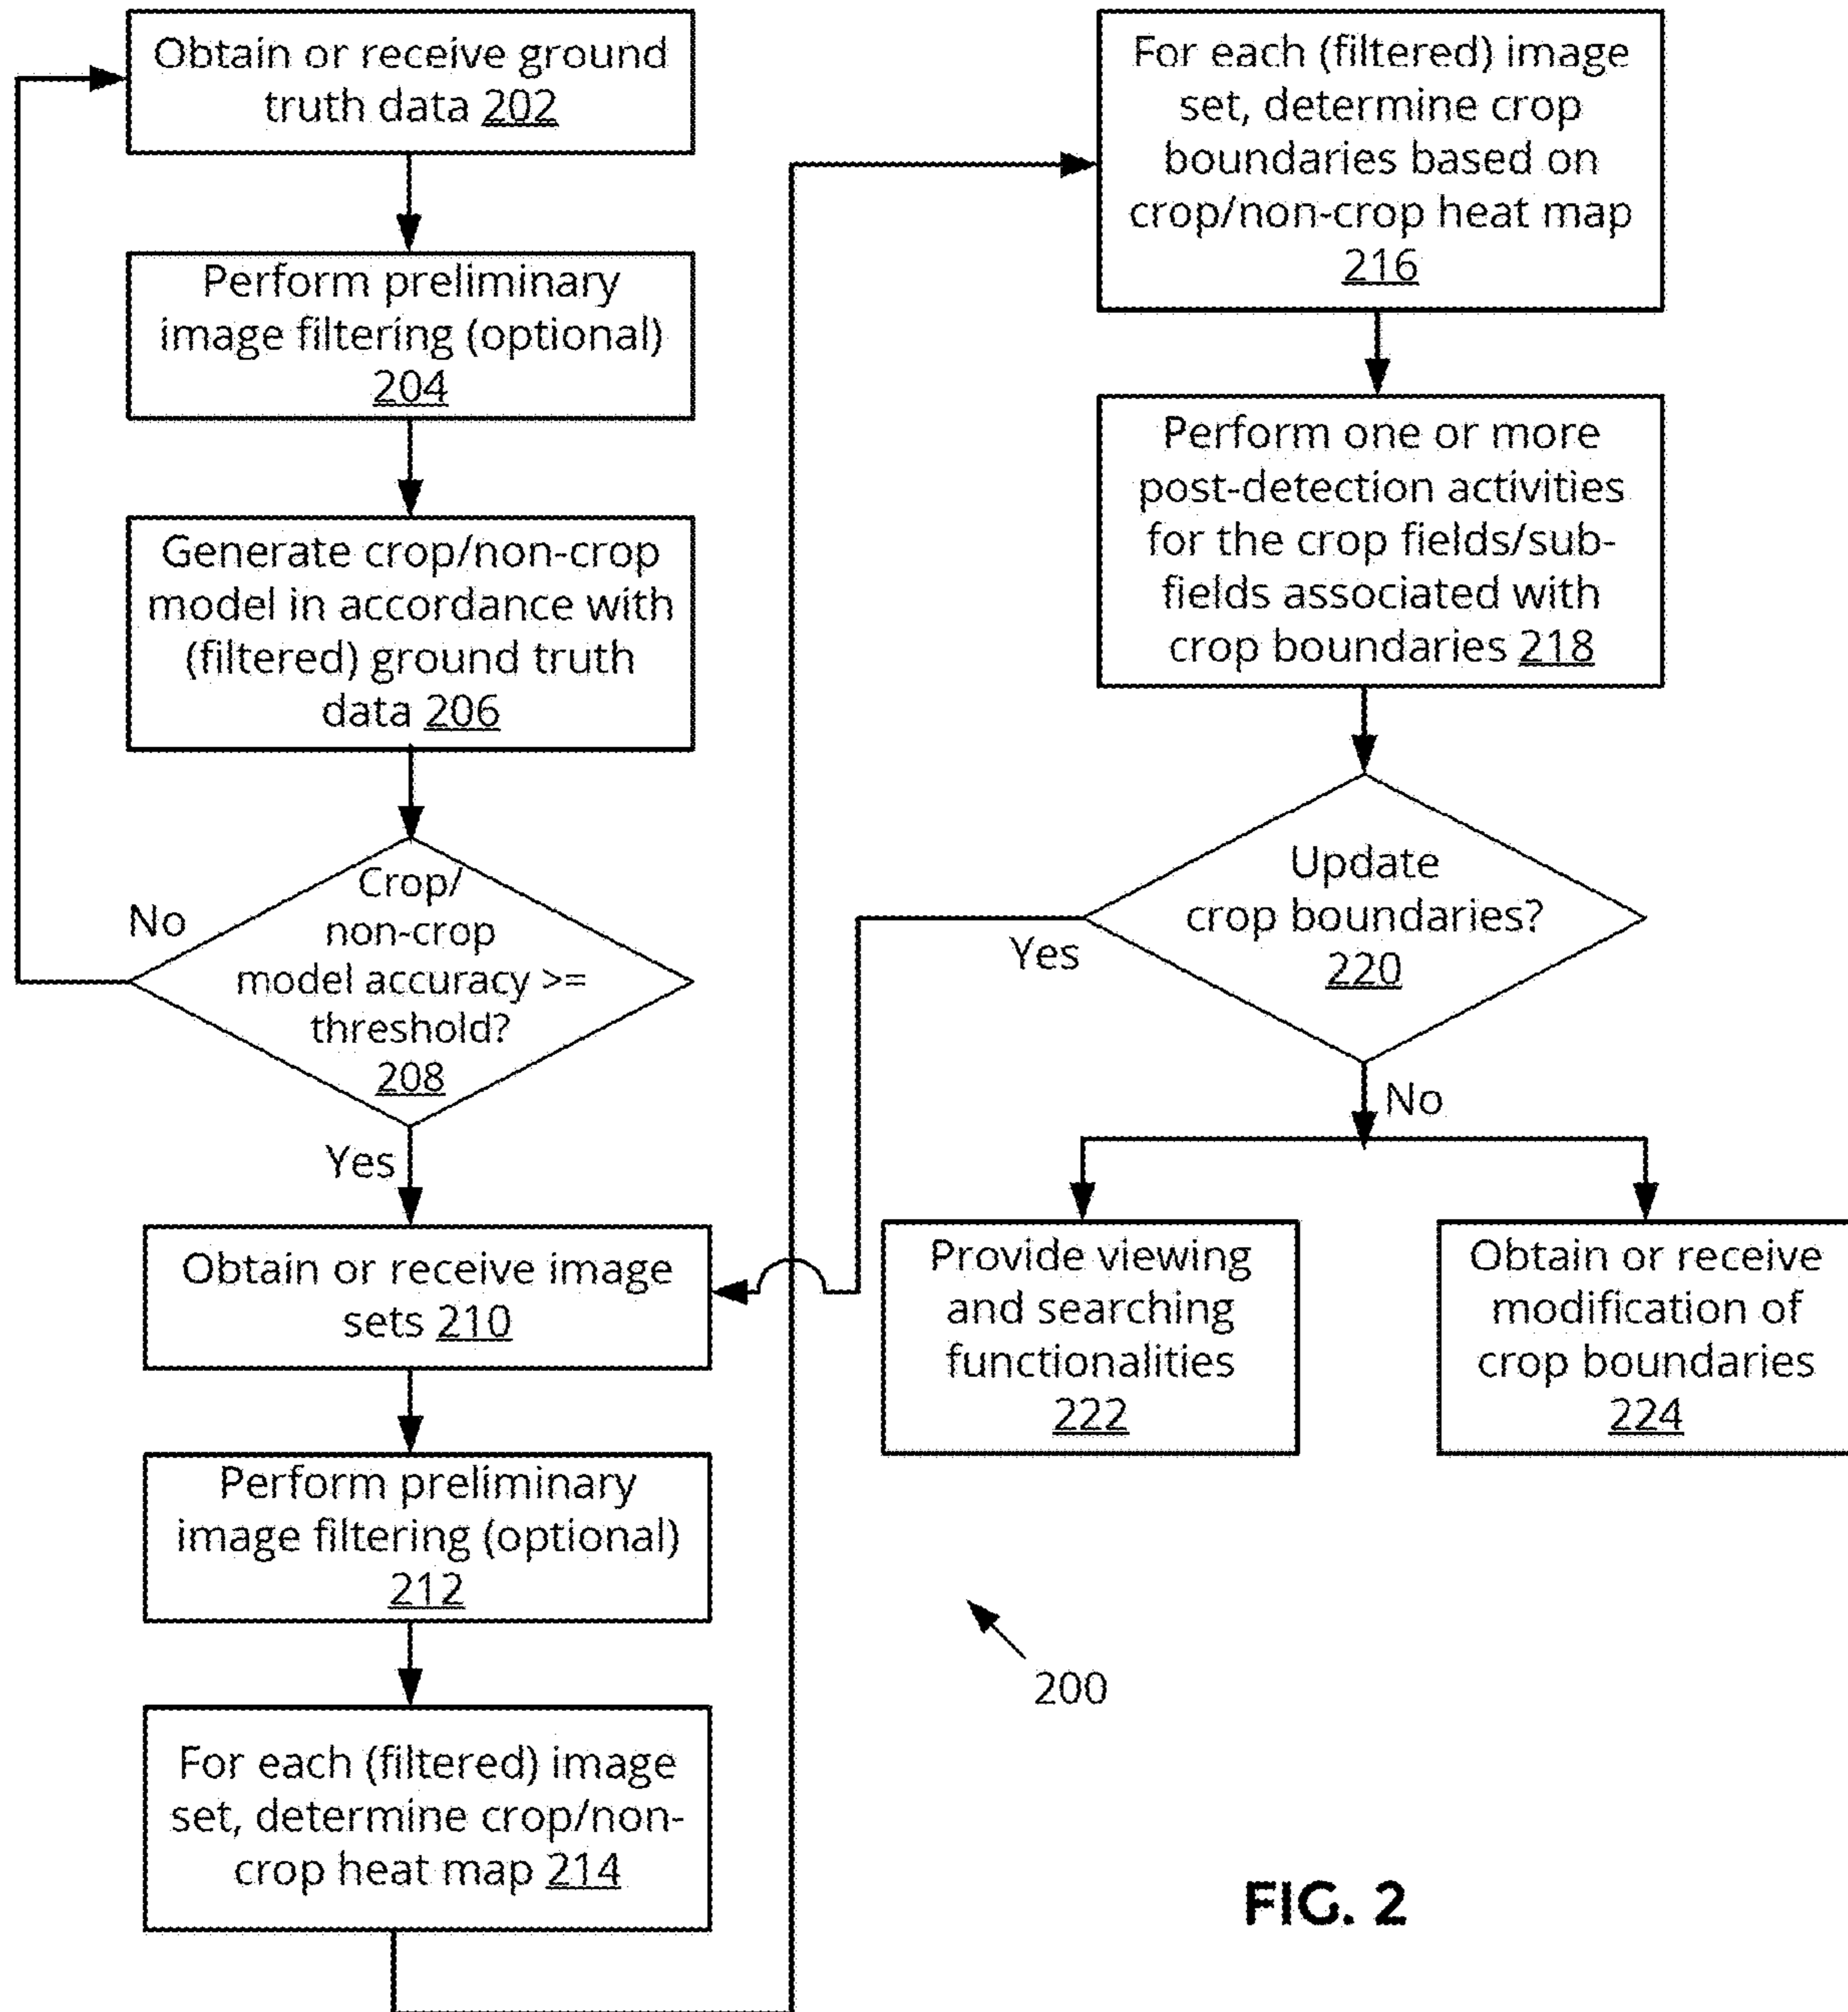 Obtain or receive ground
truth data 202
Perform preliminary
image filtering (optional)
204
Generate crop/non-crop
model in accordance with
(filtered) ground truth
data 206
Crop/
non-crop
model accuracy >=
threshold?
208
No
Yes
Obtain or receive image
sets 210
Perform preliminary
image filtering (optional)
212
For each (filtered) image
set, determine crop/non-
crop heat map 214
For each (filtered) image
set, determine crop
boundaries based on
crop/non-crop heat map
216
Perform one or more
post-detection activities
for the crop fields/sub-
fields associated with
crop boundaries 218
Update
crop boundaries?
220
Yes
No
Provide viewing
and searching
functionalities
222
Obtain or receive
modification of
crop boundaries
224
200
FIG. 2